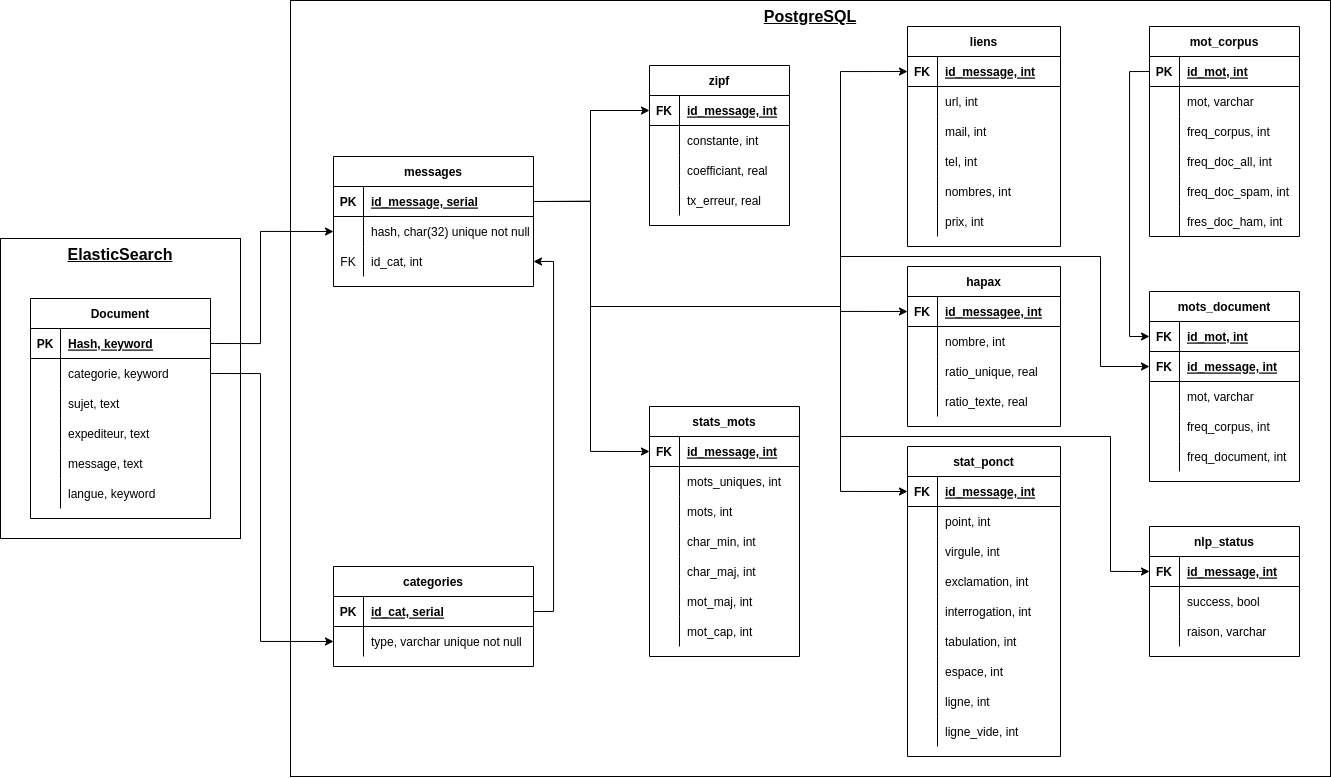 PostgreSQL
ElasticSearch
Document
PK Hash, keyword
categorie, keyword
sujet, text
expediteur, text
message, text
langue, keyword
messages
PK id_message, serial
hash, char(32) unique not null
FK id_cat, int
categories
PK id_cat, serial
type, varchar unique not null
zipf
FK id_message, int
constante, int
coefficiant, real
tx_erreur, real
stats_mots
FK id_message, int
mots_uniques, int
mots, int
char_min, int
char_maj, int
mot_maj, int
mot_cap, int
liens
FK id_message, int
url, int
mail, int
tel, int
nombres, int
prix, int
hapax
FK id_messagee, int
nombre, int
ratio_unique, real
ratio_texte, real
stat_ponct
FK id_message, int
point, int
virgule, int
exclamation, int
interrogation, int
tabulation, int
espace, int
ligne, int
ligne_vide, int
mot_corpus
PK id_mot, int
mot, varchar
freq_corpus, int
freq_doc_all, int
freq_doc_spam, int
fres_doc_ham, int
mots_document
FK id_mot, int
FK id_message, int
mot, varchar
freq_corpus, int
freq_document, int
nlp_status
FK id_message, int
success, bool
raison, varchar